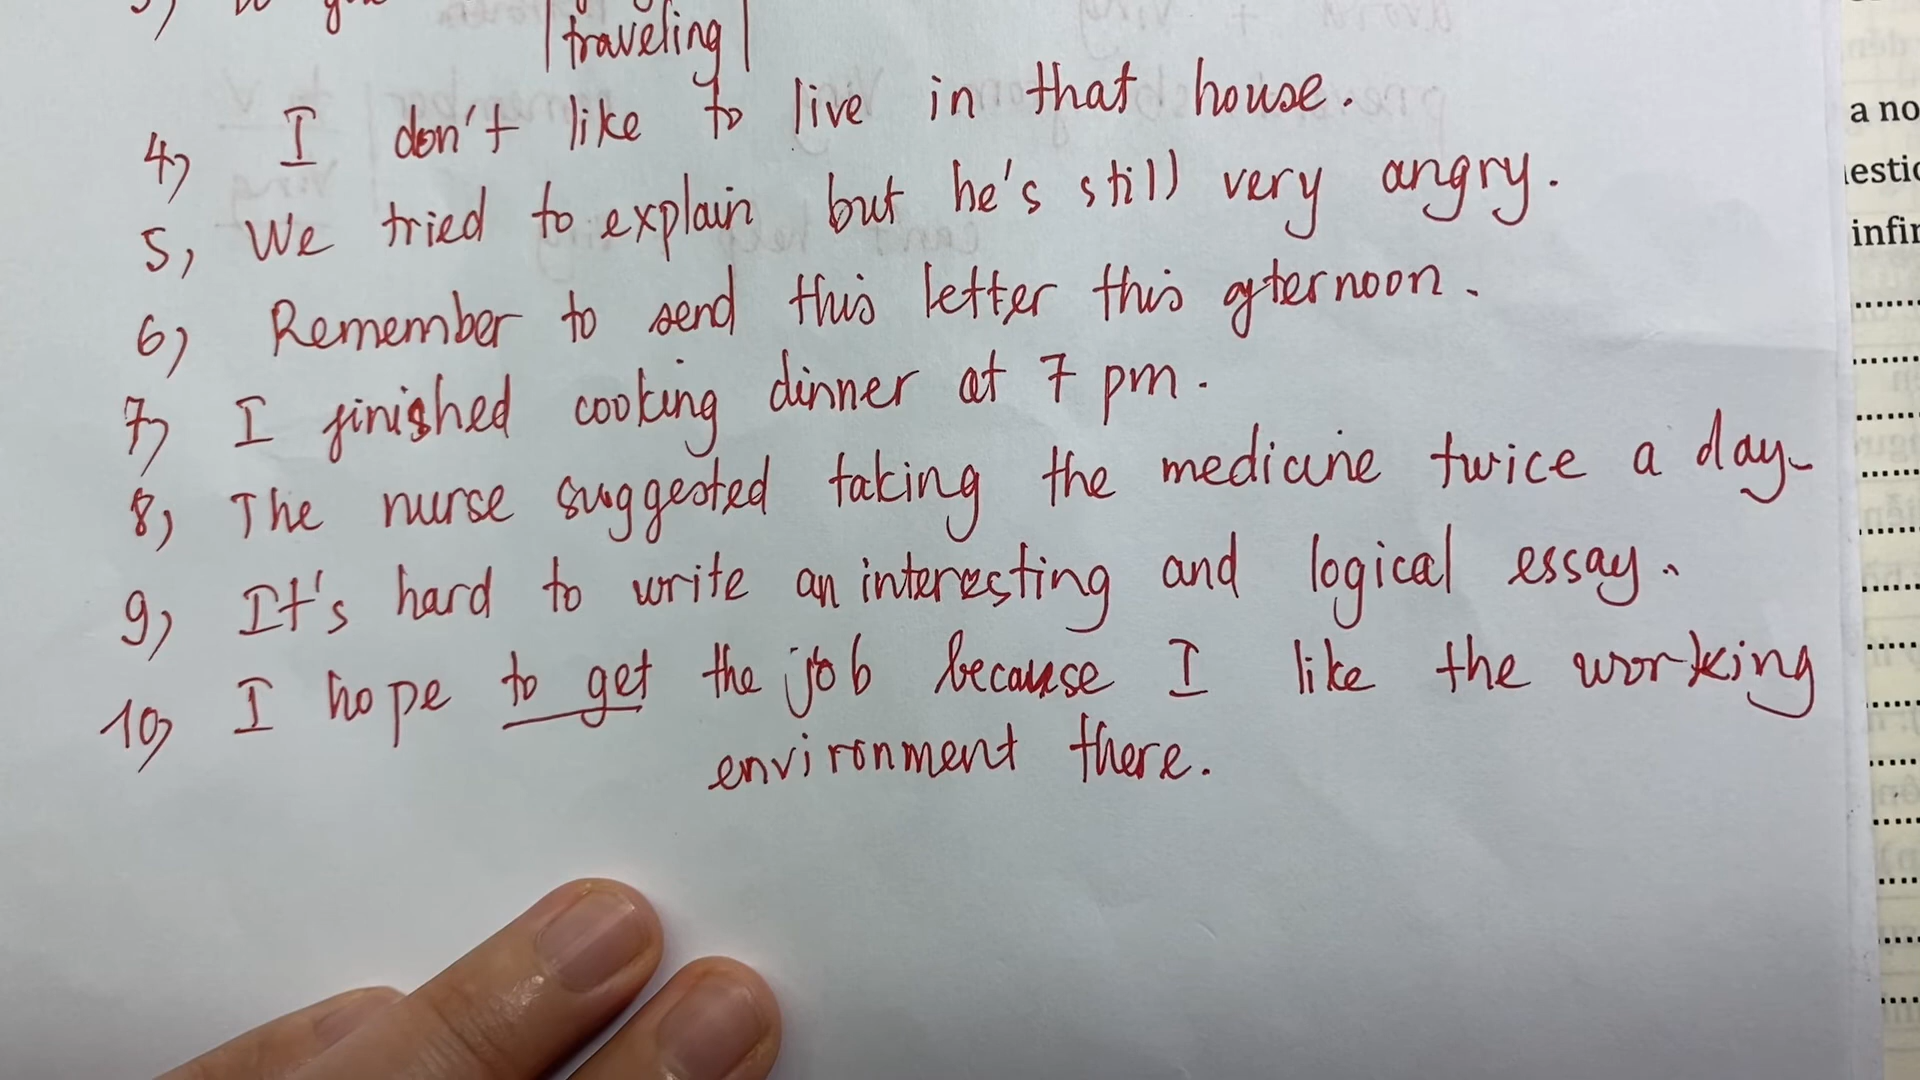 traveling
4) I don't like to live in that house.
5) We tried to explain but he's still very angry.
6) Remember to send this letter this afternoon.
7) I finished cooking dinner at 7 pm.
8) The nurse suggested taking the medicine twice a day.
9) It's hard to write an interesting and logical essay.
10) I hope to get the job because I like the working
environment there.
a no